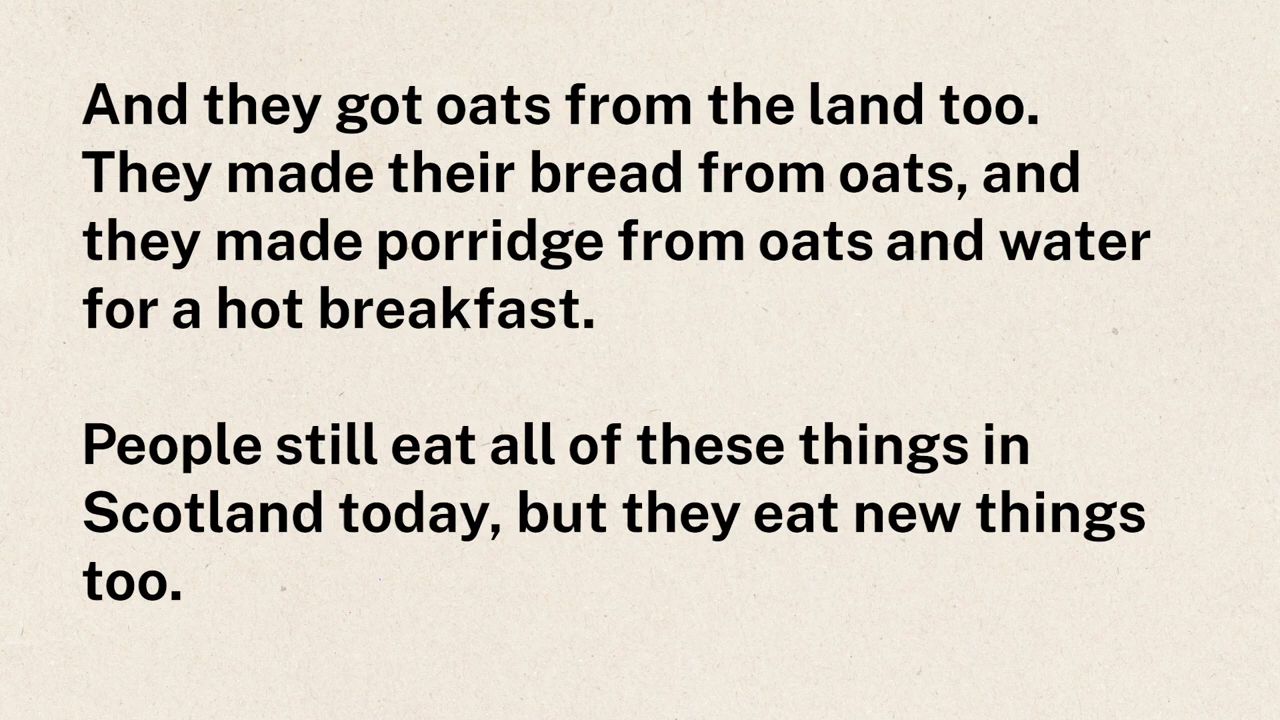 And they got oats from the land too.
They made their bread from oats, and
they made porridge from oats and water
for a hot breakfast.
People still eat all of these things in
Scotland today, but they eat new things
too.